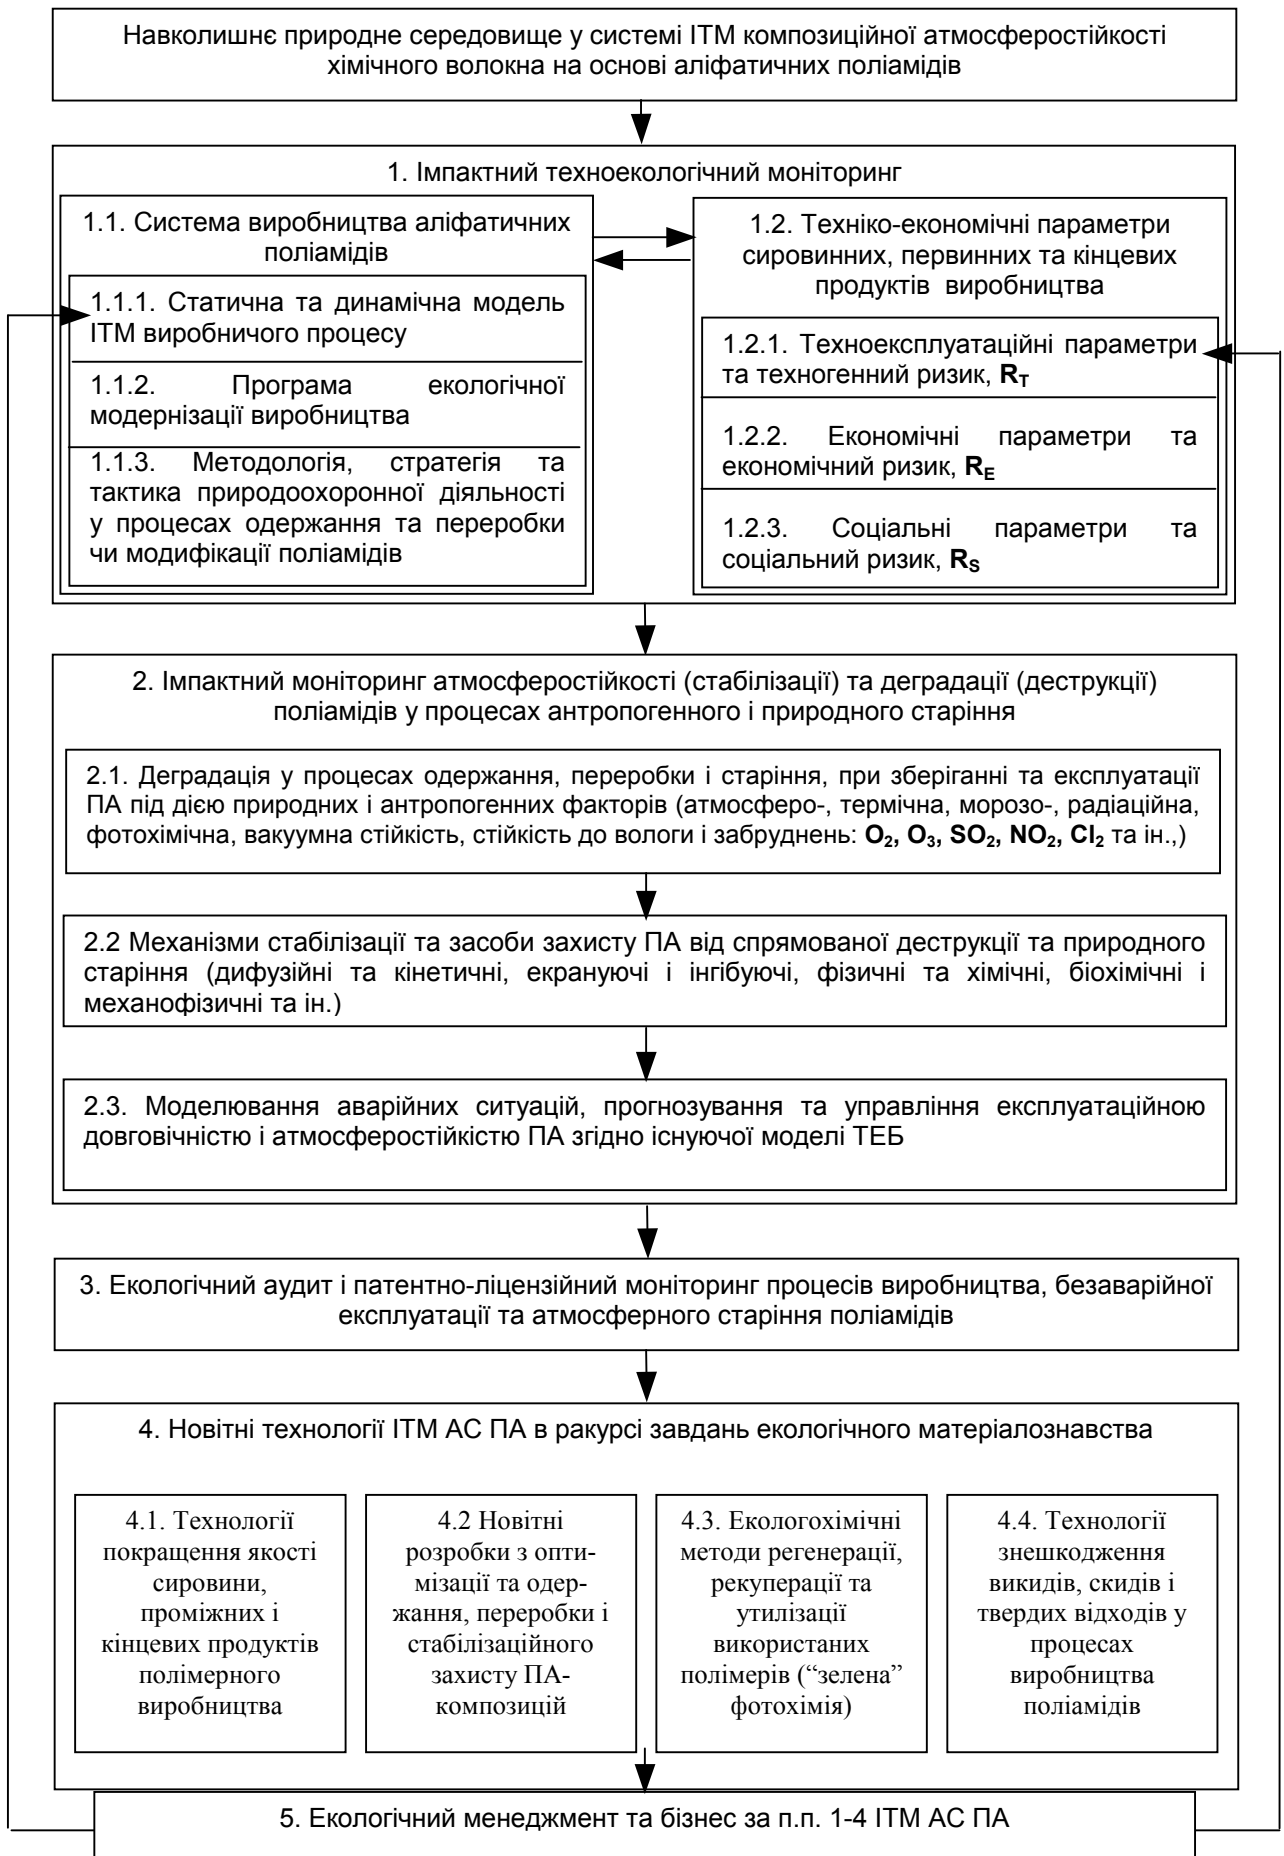 Навколишнє природне середовище у системі ІТМ композиційної атмосферостійкості
хімічного волокна на основі аліфатичних поліамідів
1. Імпактний техноекологічний моніторинг
1.1. Система виробництва аліфатичних
поліамідів
1.1.1. Статична та динамічна модель
ІТМ виробничого процесу
1.1.2. Програма екологічної
модернізації виробництва
1.1.3. Методологія, стратегія та
тактика природоохоронної діяльності
у процесах одержання та переробки
чи модифікації поліамідів
1.2. Техніко-економічні параметри
сировинних, первинних та кінцевих
продуктів виробництва
1.2.1. Техноексплуатаційні параметри
та техногенний ризик, R_T
1.2.2. Економічні параметри та
економічний ризик, R_E
1.2.3. Соціальні параметри та
соціальний ризик, R_S
2. Імпактний моніторинг атмосферостійкості (стабілізації) та деградації (деструкції)
поліамідів у процесах антропогенного і природного старіння
2.1. Деградація у процесах одержання, переробки і старіння, при зберіганні та експлуатації
ПА під дією природних і антропогенних факторів (атмосферо-, термічна, морозо-, радіаційна,
фотохімічна, вакуумна стійкість, стійкість до вологи і забруднень: O₂, O₃, SO₂, NO₂, Cl₂ та ін.,)
2.2 Механізми стабілізації та засоби захисту ПА від спрямованої деструкції та природного
старіння (дифузійні та кінетичні, екрануючі і інгібуючі, фізичні та хімічні, біохімічні і
механофізичні та ін.)
2.3. Моделювання аварійних ситуацій, прогнозування та управління експлуатаційною
довговічністю і атмосферостійкістю ПА згідно існуючої моделі ТЕБ
3. Екологічний аудит і патентно-ліцензійний моніторинг процесів виробництва, безаварійної
експлуатації та атмосферного старіння поліамідів
4. Новітні технології ІТМ АС ПА в ракурсі завдань екологічного матеріалознавства
4.1. Технології
покращення якості
сировини,
проміжних і
кінцевих продуктів
полімерного
виробництва
4.2 Новітні
розробки з опти-
мізації та одер-
жання, переробки і
стабілізаційного
захисту ПА-
композицій
4.3. Екологохімічні
методи регенерації,
рекуперації та
утилізації
використаних
полімерів (“зелена”
фотохімія)
4.4. Технології
знешкодження
викидів, скидів і
твердих відходів у
процесах
виробництва
поліамідів
5. Екологічний менеджмент та бізнес за п.п. 1-4 ІТМ АС ПА